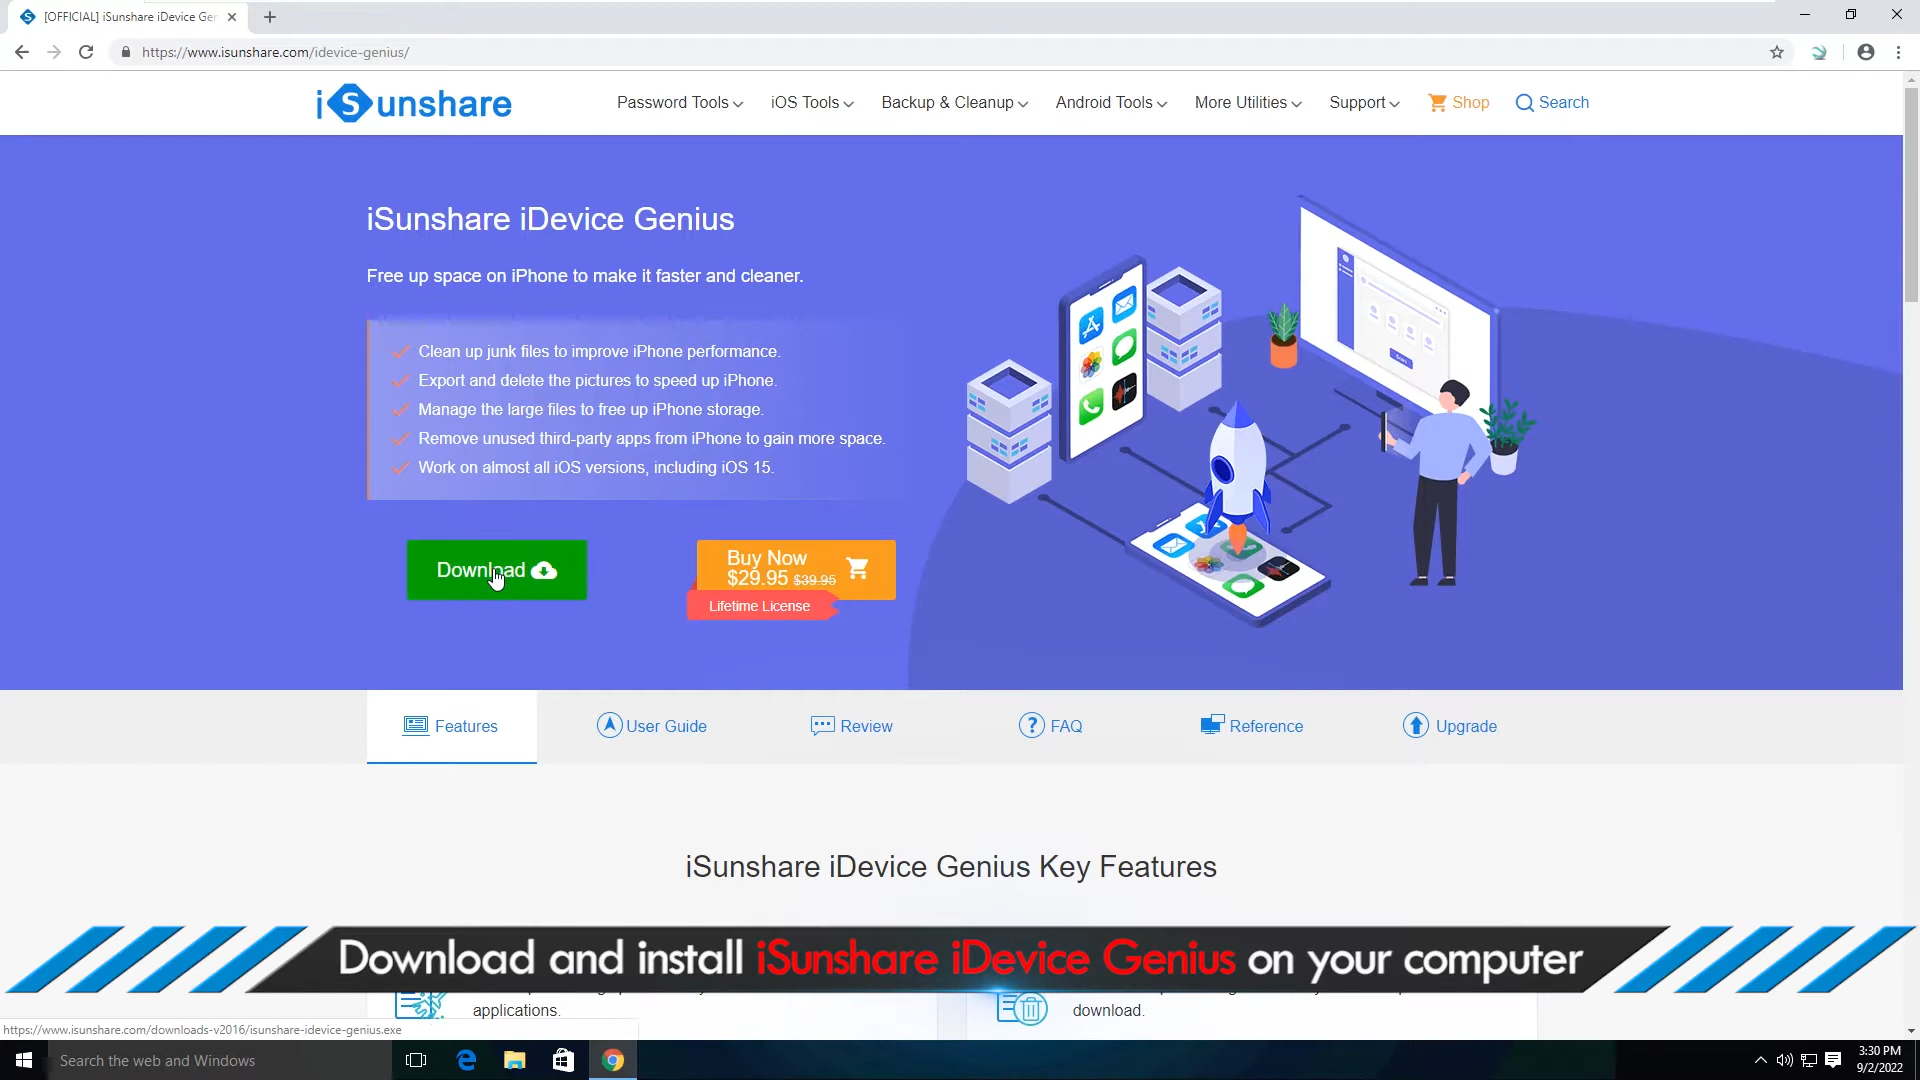 [OFFICIAL] iSunshare iDevice Gen
https://www.isunshare.com/idevice-genius/
iSunshare
Password Tools
iOS Tools
Backup & Cleanup
Android Tools
More Utilities
Support
Shop
Search
iSunshare iDevice Genius
Free up space on iPhone to make it faster and cleaner.
Clean up junk files to improve iPhone performance.
Export and delete the pictures to speed up iPhone.
Manage the large files to free up iPhone storage.
Remove unused third-party apps from iPhone to gain more space.
Work on almost all iOS versions, including iOS 15.
Download
Buy Now
$29.95 $39.95
Lifetime License
Features
User Guide
Review
FAQ
Reference
Upgrade
iSunshare iDevice Genius Key Features
Download and install iSunshare iDevice Genius on your computer
applications.
download.
https://www.isunshare.com/downloads-v2016/isunshare-idevice-genius.exe
Search the web and Windows
3:30 PM
9/2/2022